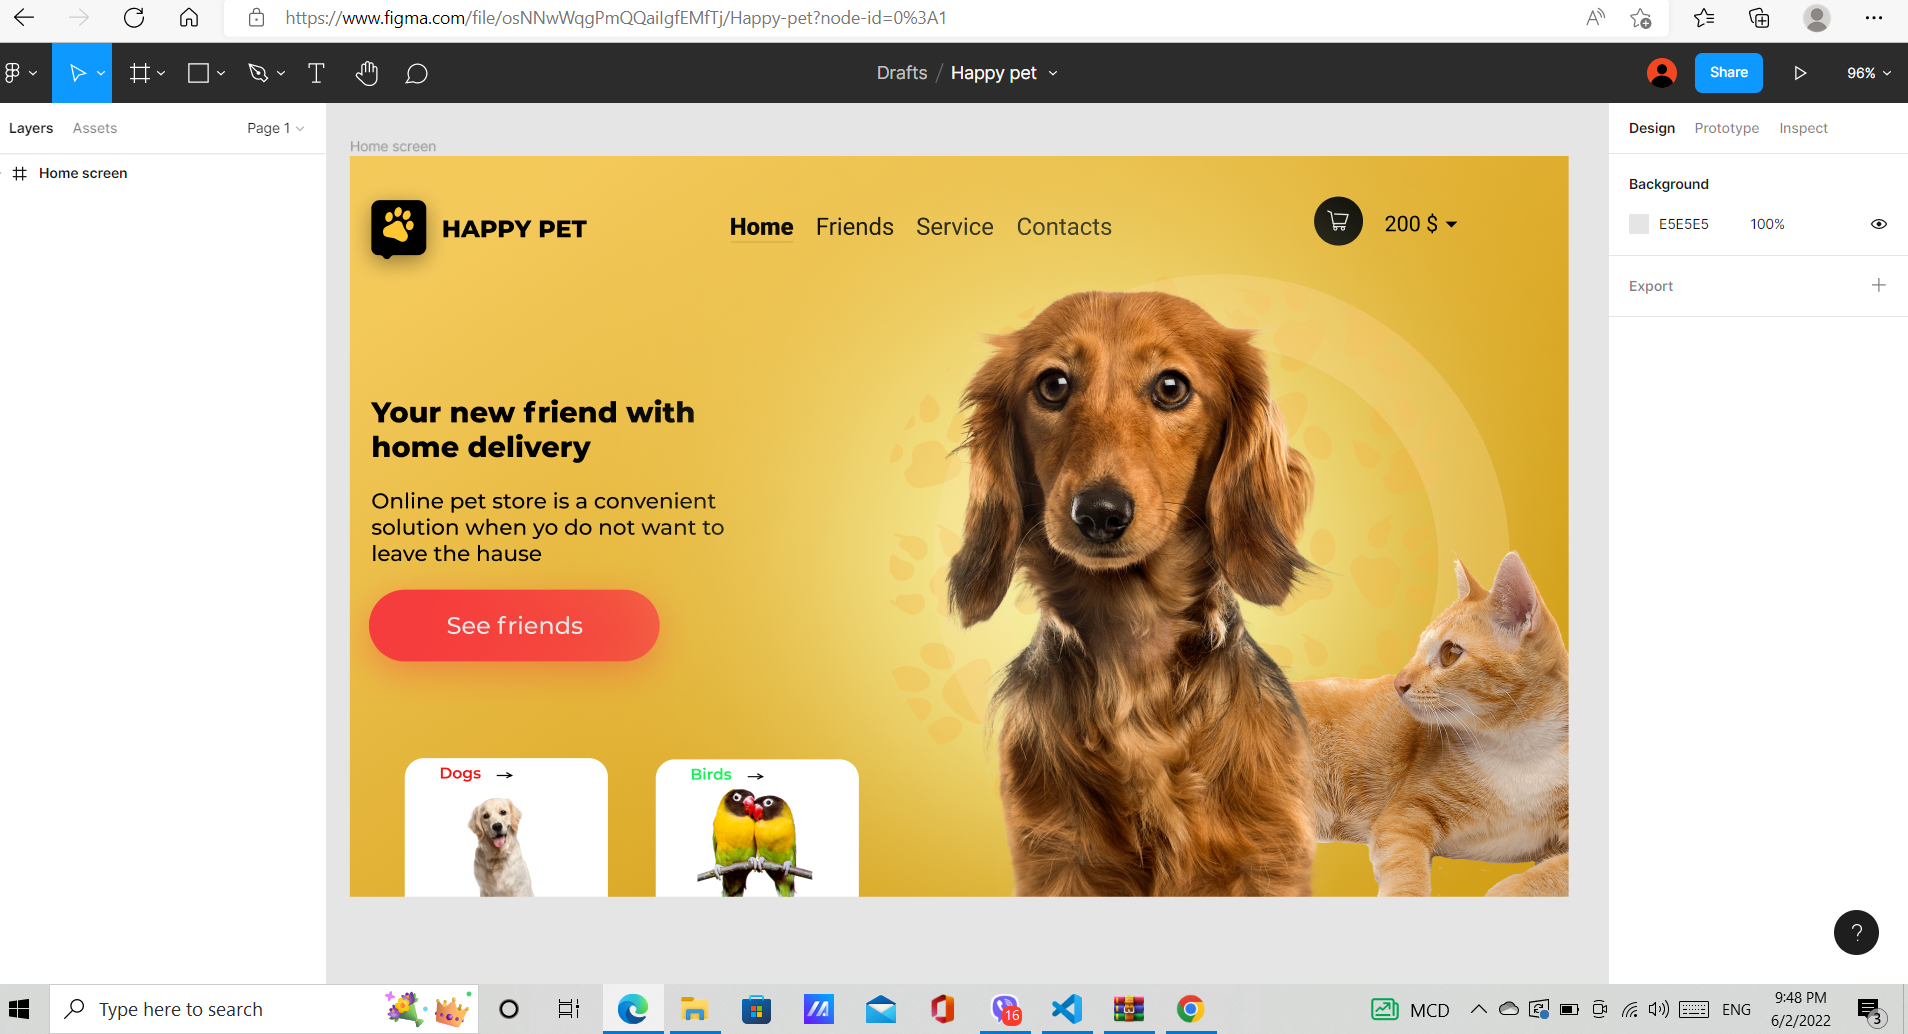 https://www.figma.com/file/osNNwWqgPmQQaiIgfEMfTj/Happy-pet?node-id=0%3A1
Drafts / Happy pet
Share
96%
Layers
Assets
Page 1
Home screen
Design
Prototype
Inspect
Home screen
Background
E5E5E5
100%
Export
HAPPY PET
Home
Friends
Service
Contacts
200 $
Your new friend with
home delivery
Online pet store is a convenient
solution when yo do not want to
leave the hause
See friends
Dogs
Birds
?
Type here to search
16
MCD
ENG
9:48 PM
6/2/2022
3